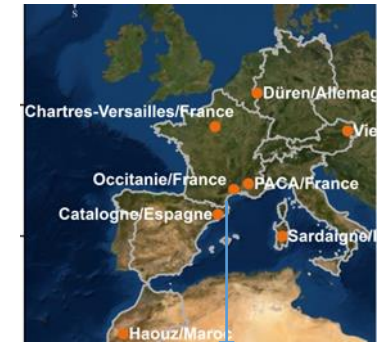 S
Düren/Allemag
Chartres-Versailles/France
Vie
Occitanie/France
PACA/France
Catalogne/Espagne
Sardaigne/I
Haouz/Maroc